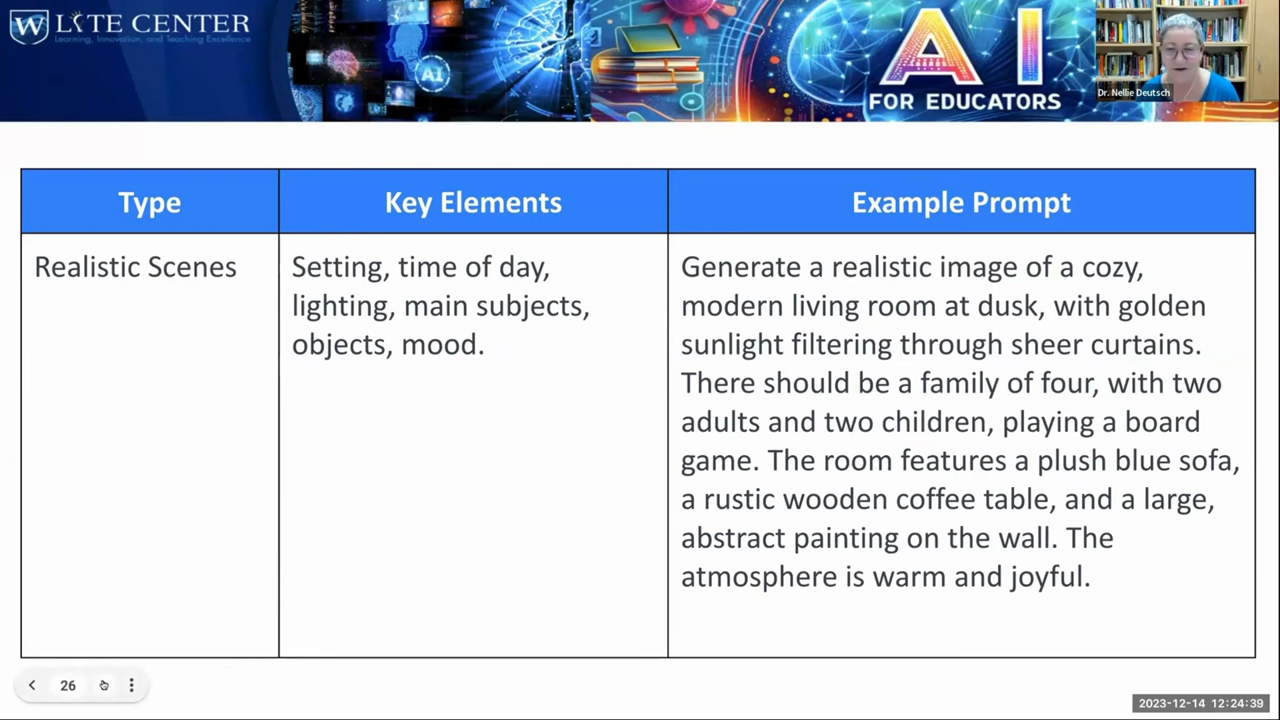 W LITE CENTER
Learning, Innovation, and Teaching Excellence
AI
AI
FOR EDUCATORS
Dr. Nellie Deutsch
Type
Key Elements
Example Prompt
Realistic Scenes
Setting, time of day,
lighting, main subjects,
objects, mood.
Generate a realistic image of a cozy,
modern living room at dusk, with golden
sunlight filtering through sheer curtains.
There should be a family of four, with two
adults and two children, playing a board
game. The room features a plush blue sofa,
a rustic wooden coffee table, and a large,
abstract painting on the wall. The
atmosphere is warm and joyful.
26
2023-12-14 12:24:39